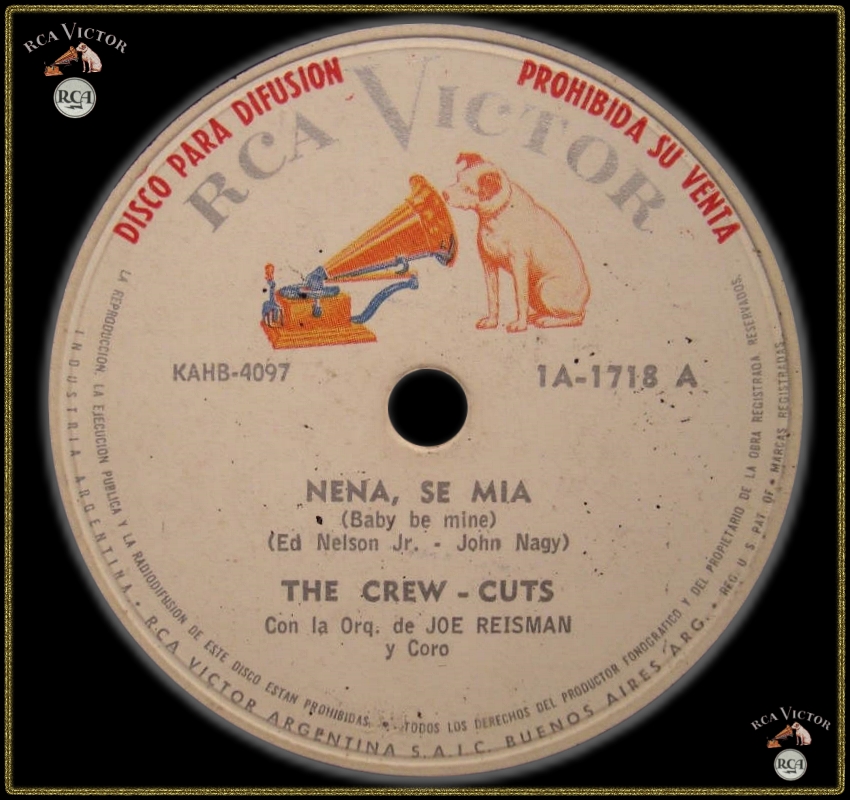 RCA VICTOR
RCA
DISCO PARA DIFUSION
PROHIBIDA SU VENTA
RCA VICTOR
KAHB-4097
1A-1718 A
NENA, SE MIA
(Baby be mine)
(Ed Nelson Jr. - John Nagy)
THE CREW - CUTS
Con la Orq. de JOE REISMAN
y Coro
LA REPRODUCCION, LA EJECUCION PUBLICA Y LA RADIODIFUSION DE ESTE DISCO ESTAN PROHIBIDAS. • TODOS LOS DERECHOS DEL PRODUCTOR FONOGRAFICO Y DEL PROPIETARIO DE LA OBRA REGISTRADA RESERVADOS.
INDUSTRIA ARGENTINA • RCA VICTOR ARGENTINA S.A.I.C. BUENOS AIRES ARG. • REG. U S PAT OF • MARCAS REGISTRADAS
RCA VICTOR
RCA